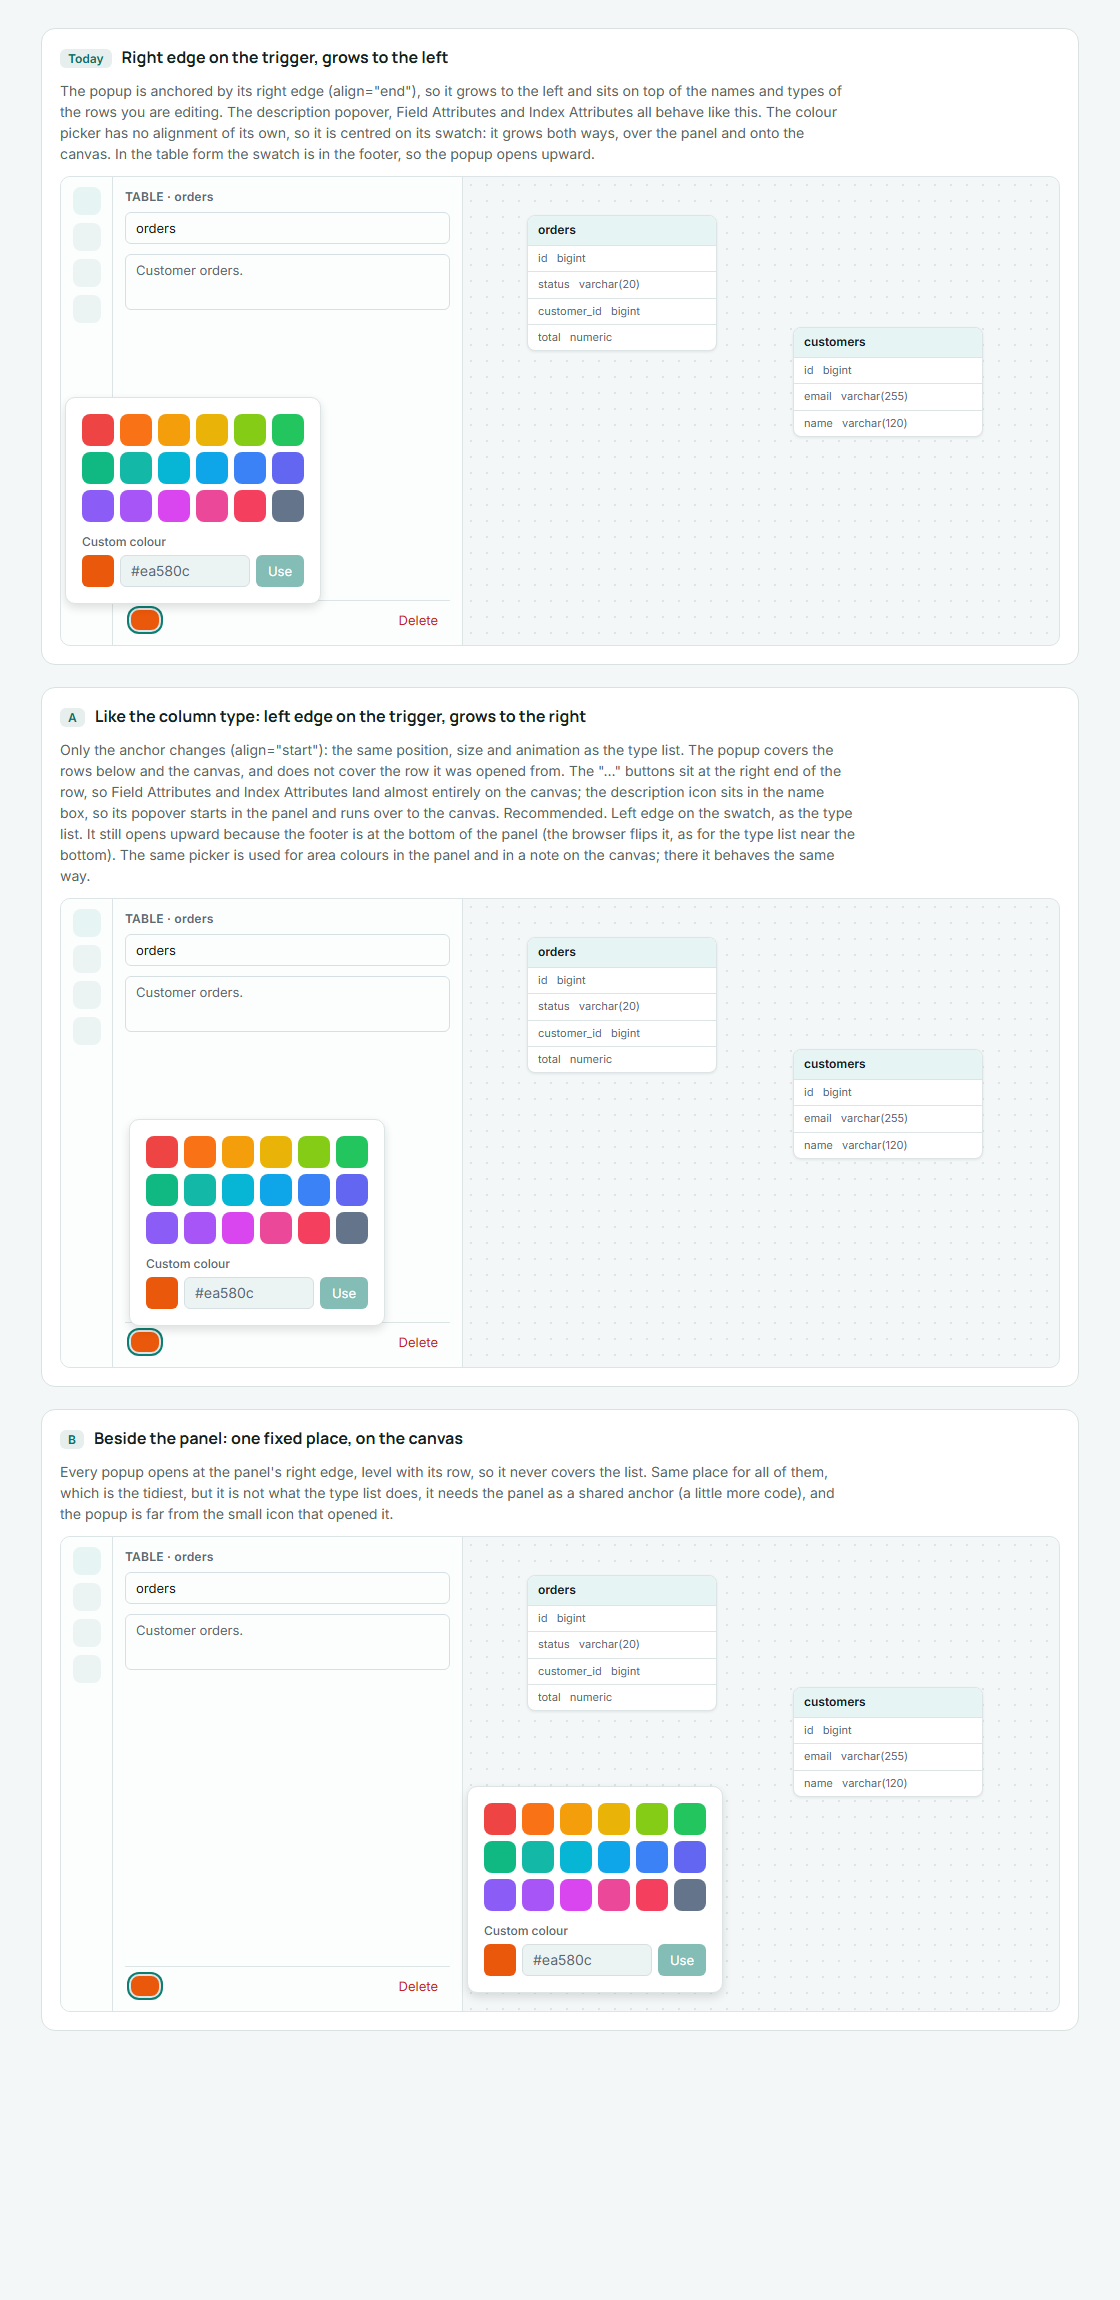 Today Right edge on the trigger, grows to the left
The popup is anchored by its right edge (align="end"), so it grows to the left and sits on top of the names and types of
the rows you are editing. The description popover, Field Attributes and Index Attributes all behave like this. The colour
picker has no alignment of its own, so it is centred on its swatch: it grows both ways, over the panel and onto the
canvas. In the table form the swatch is in the footer, so the popup opens upward.
TABLE · orders
orders
Customer orders.
Custom colour
#ea580c Use
Delete
orders
id bigint
status varchar(20)
customer_id bigint
total numeric
customers
id bigint
email varchar(255)
name varchar(120)
A Like the column type: left edge on the trigger, grows to the right
Only the anchor changes (align="start"): the same position, size and animation as the type list. The popup covers the
rows below and the canvas, and does not cover the row it was opened from. The "..." buttons sit at the right end of the
row, so Field Attributes and Index Attributes land almost entirely on the canvas; the description icon sits in the name
box, so its popover starts in the panel and runs over to the canvas. Recommended. Left edge on the swatch, as the type
list. It still opens upward because the footer is at the bottom of the panel (the browser flips it, as for the type list near the
bottom). The same picker is used for area colours in the panel and in a note on the canvas; there it behaves the same
way.
TABLE · orders
orders
Customer orders.
Custom colour
#ea580c Use
Delete
orders
id bigint
status varchar(20)
customer_id bigint
total numeric
customers
id bigint
email varchar(255)
name varchar(120)
B Beside the panel: one fixed place, on the canvas
Every popup opens at the panel's right edge, level with its row, so it never covers the list. Same place for all of them,
which is the tidiest, but it is not what the type list does, it needs the panel as a shared anchor (a little more code), and
the popup is far from the small icon that opened it.
TABLE · orders
orders
Customer orders.
Delete
orders
id bigint
status varchar(20)
customer_id bigint
total numeric
customers
id bigint
email varchar(255)
name varchar(120)
Custom colour
#ea580c Use